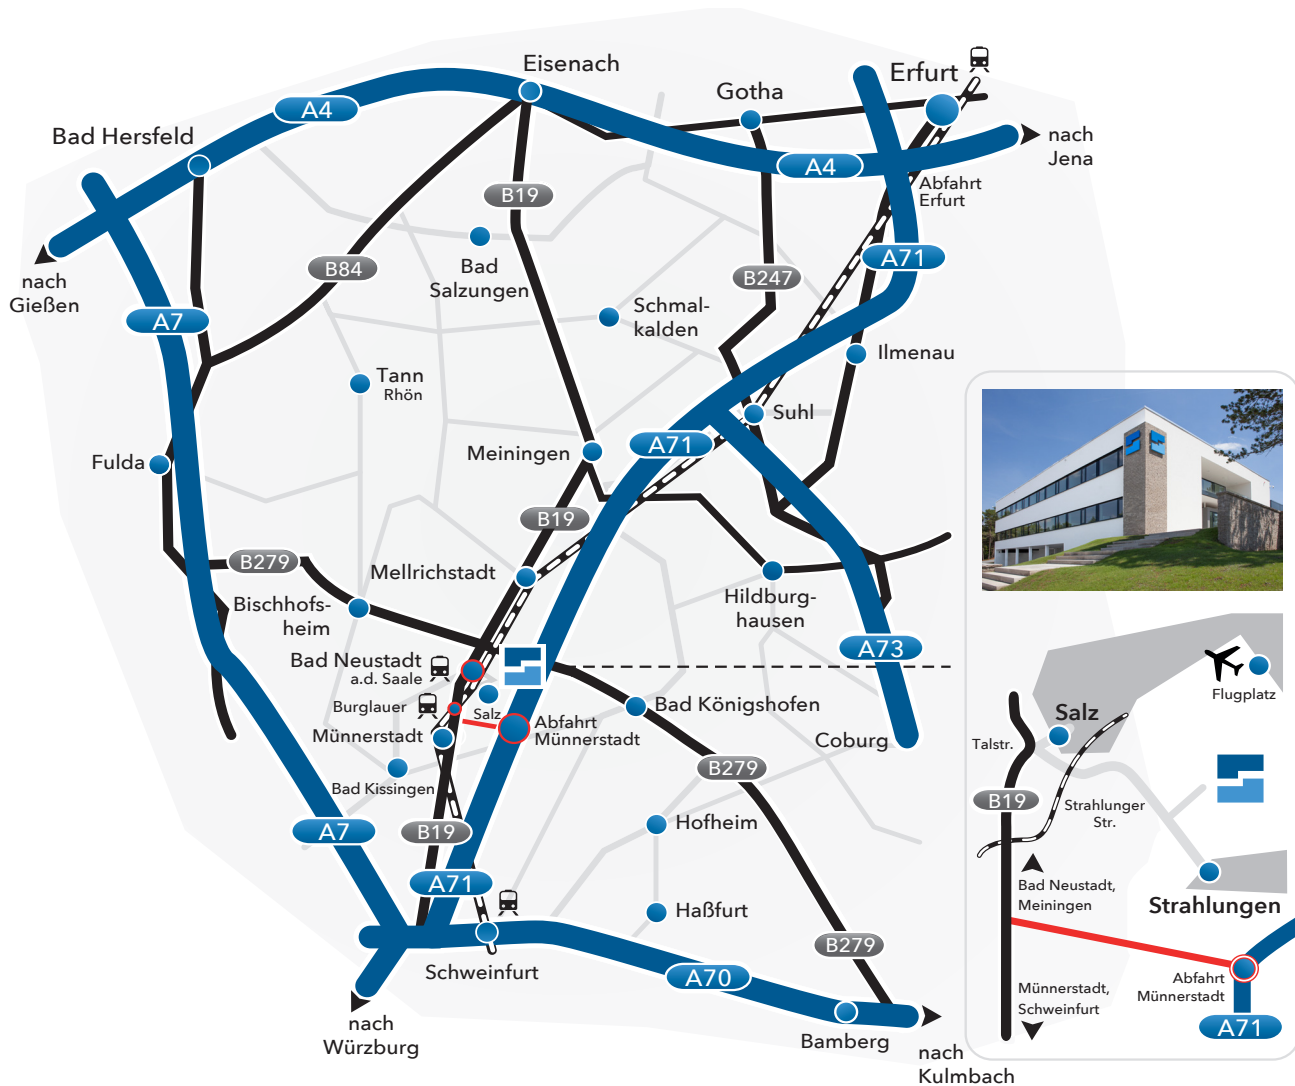 Eisenach
Erfurt
Gotha
A4
Bad Hersfeld
nach
Jena
A4
Abfahrt
Erfurt
B19
A71
Bad
Salzungen
B84
B247
nach
Gießen
A7
Schmal-
kalden
Ilmenau
Tann
Rhön
Suhl
A71
Meiningen
Fulda
B19
B279
Mellrichstadt
Bischhofs-
heim
Hildburg-
hausen
A73
Bad Neustadt
a.d. Saale
Burglauer
Salz
Bad Königshofen
Abfahrt
Münnerstadt
Münnerstadt
Coburg
B279
Bad Kissingen
A7
B19
Hofheim
A71
Haßfurt
B279
Schweinfurt
A70
nach
Würzburg
Bamberg
nach
Kulmbach
Flugplatz
Salz
Talstr.
B19
Strahlunger
Str.
Bad Neustadt,
Meiningen
Strahlungen
Abfahrt
Münnerstadt
Münnerstadt,
Schweinfurt
A71